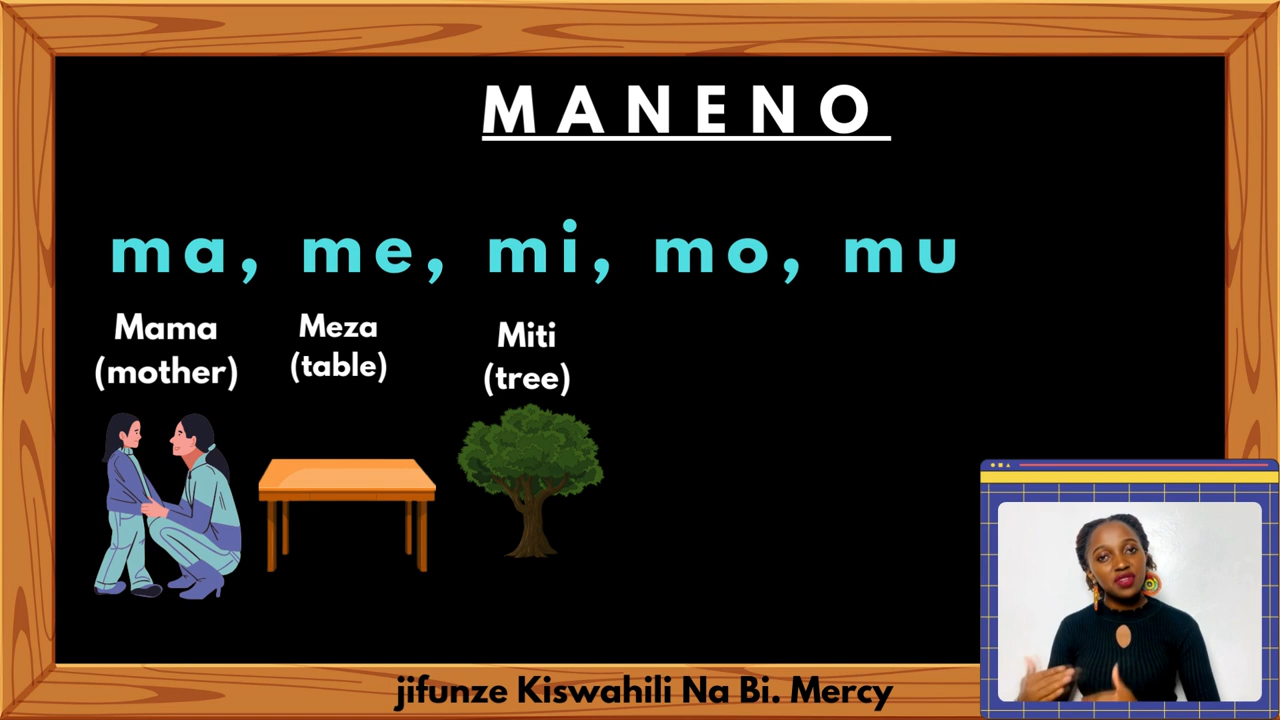 MANENO
ma, me, mi, mo, mu
Mama
(mother)
Meza
(table)
Miti
(tree)
jifunze Kiswahili Na Bi. Mercy